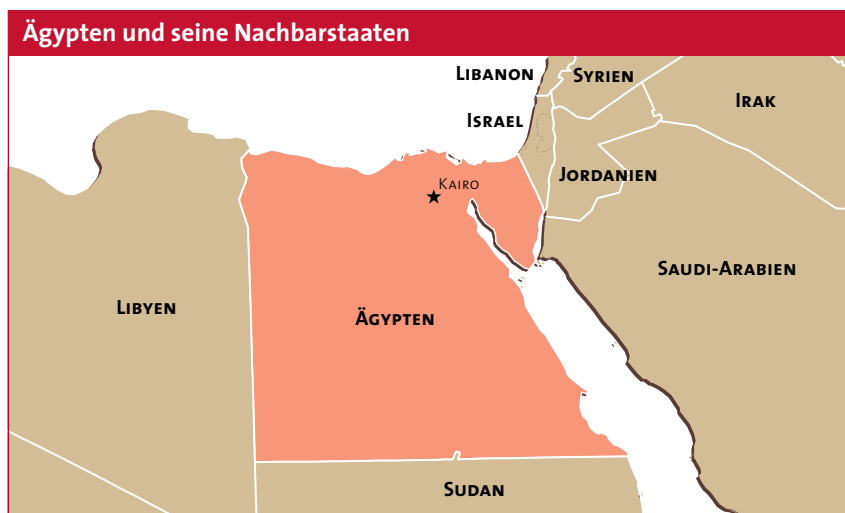 Ägypten und seine Nachbarstaaten
LIBANON
SYRIEN
IRAK
ISRAEL
JORDANIEN
KAIRO
SAUDI-ARABIEN
LIBYEN
ÄGYPTEN
SUDAN